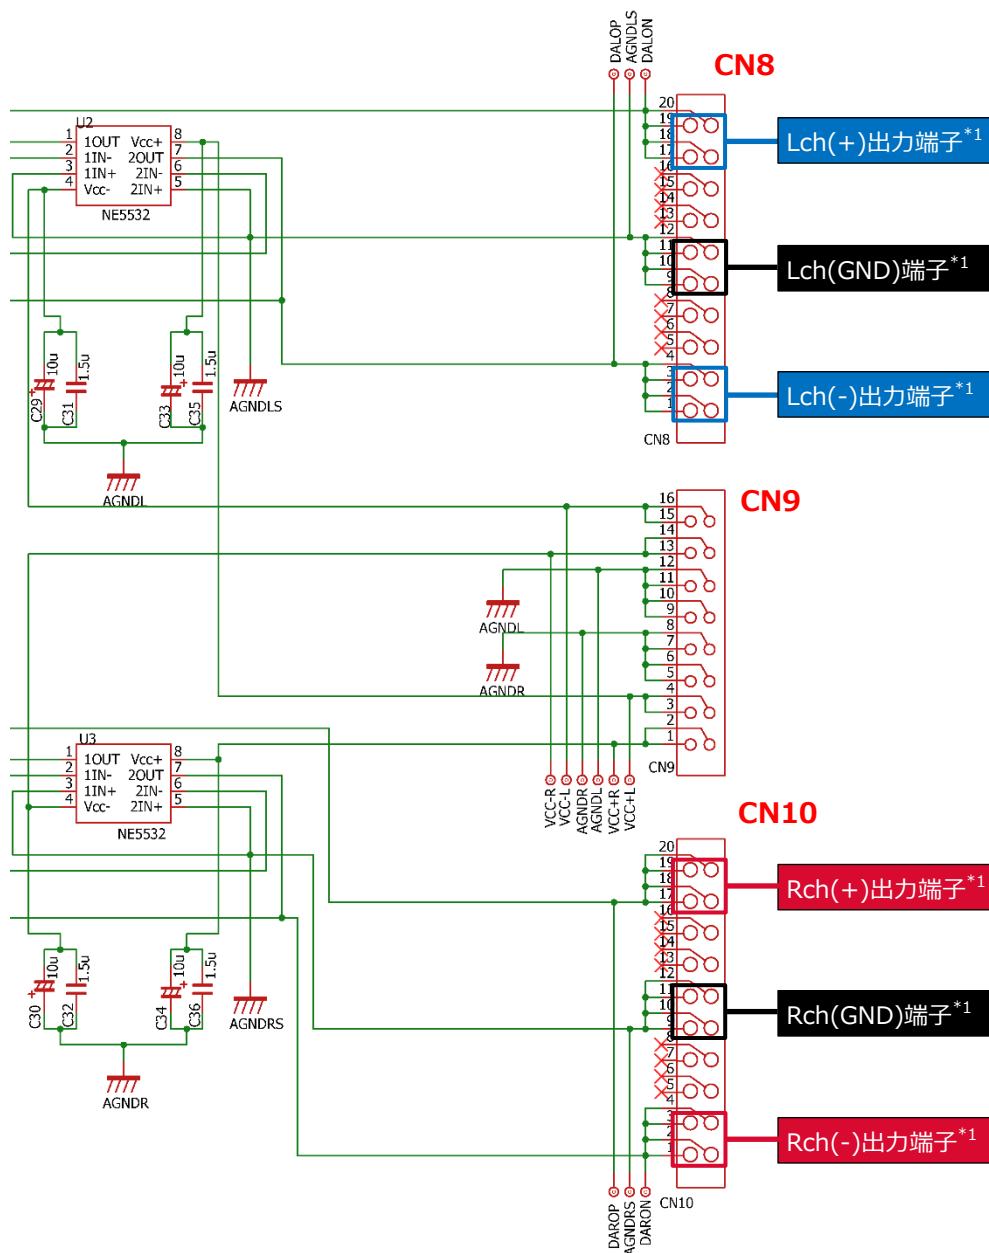 DALOP
AGNDLS
DALON
CN8
20
19
18
17
16
15
14
13
12
11
10
9
8
7
6
5
4
3
2
1
CN8
Lch(+)出力端子*1
Lch(GND)端子*1
Lch(-)出力端子*1
U2
1 1OUT Vcc+ 8
2 1IN- 2OUT 7
3 1IN+ 2IN- 6
4 Vcc- 2IN+ 5
NE5532
10u
1.5u
10u
1.5u
C29
C31
C33
C35
AGNDLS
AGNDL
CN9
16
15
14
13
12
11
10
9
8
7
6
5
4
3
2
1
CN9
AGNDL
AGNDR
VCC-R
VCC-L
AGNDR
AGNDL
VCC+R
VCC+L
U3
1 1OUT Vcc+ 8
2 1IN- 2OUT 7
3 1IN+ 2IN- 6
4 Vcc- 2IN+ 5
NE5532
10u
1.5u
10u
1.5u
C30
C32
C34
C36
AGNDRS
AGNDR
CN10
20
19
18
17
16
15
14
13
12
11
10
9
8
7
6
5
4
3
2
1
CN10
Rch(+)出力端子*1
Rch(GND)端子*1
Rch(-)出力端子*1
DAROP
AGNDRS
DARON